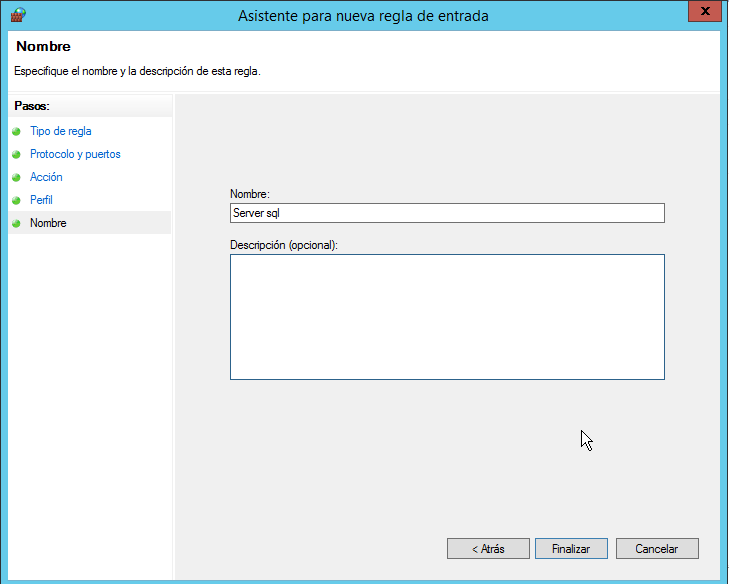 Asistente para nueva regla de entrada
x
Nombre
Especifique el nombre y la descripción de esta regla.
Pasos:
Tipo de regla
Protocolo y puertos
Acción
Perfil
Nombre
Nombre:
Server sql
Descripción (opcional):
< Atrás
Finalizar
Cancelar